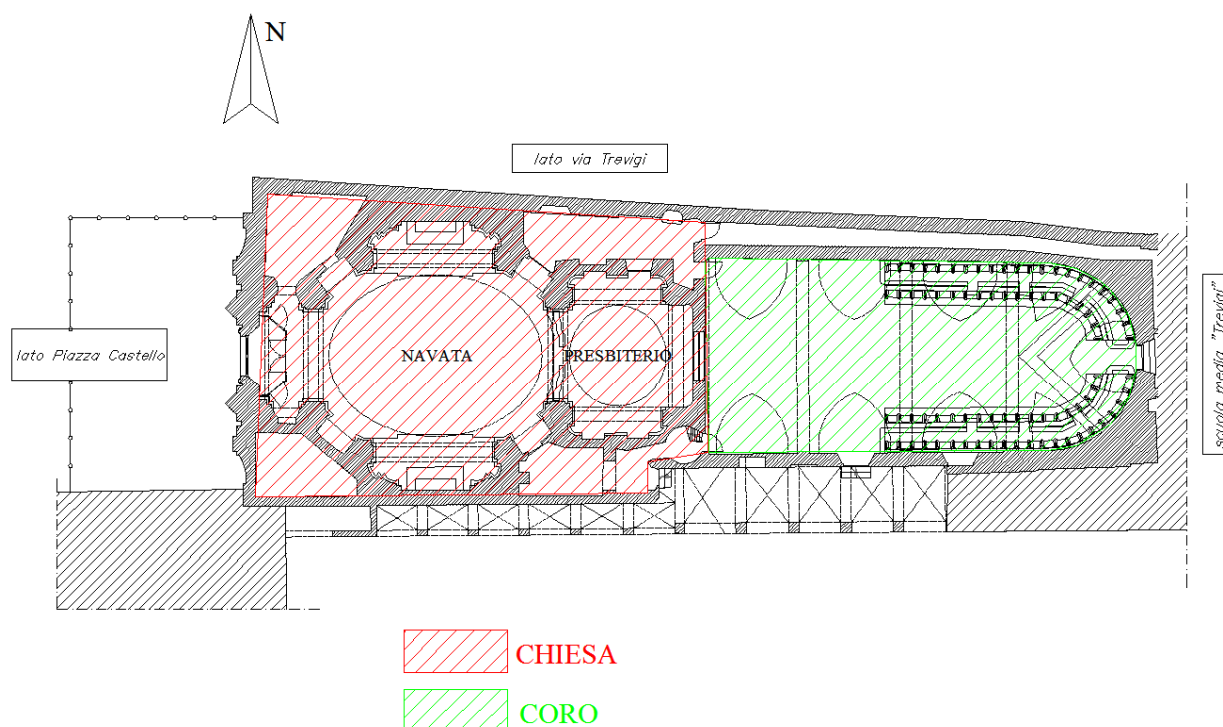 N
lato via Trevigi
lato Piazza Castello
NAVATA
PRESBITERIO
scuola media "Trevigi"
CHIESA
CORO